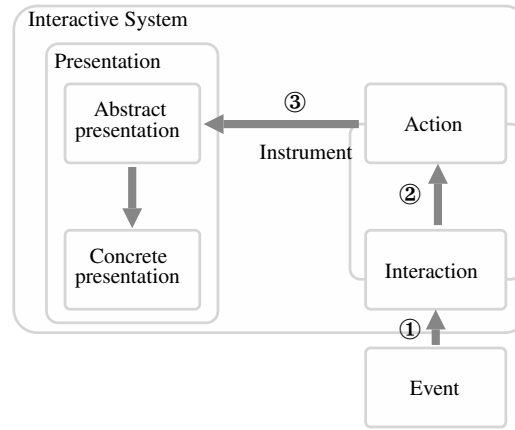 Interactive System
Presentation
Abstract
presentation
③
Action
Instrument
②
Concrete
presentation
Interaction
①
Event